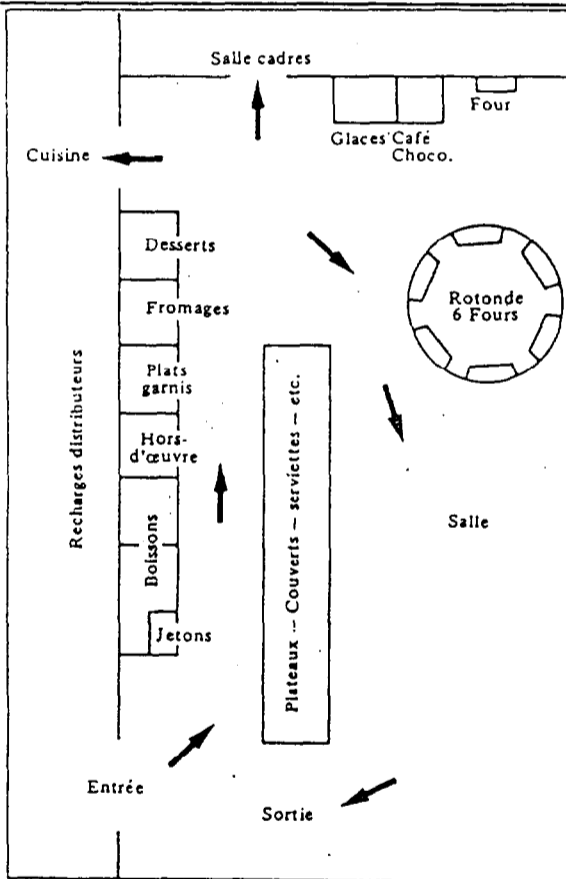 Salle cadres
Four
Glaces Café
Choco.
Cuisine
Desserts
Fromages
Plats
garnis
Hors-
d'œuvre
Boissons
Jetons
Recharges distributeurs
Plateaux - Couverts - serviettes - etc.
Rotonde
6 Fours
Salle
Entrée
Sortie